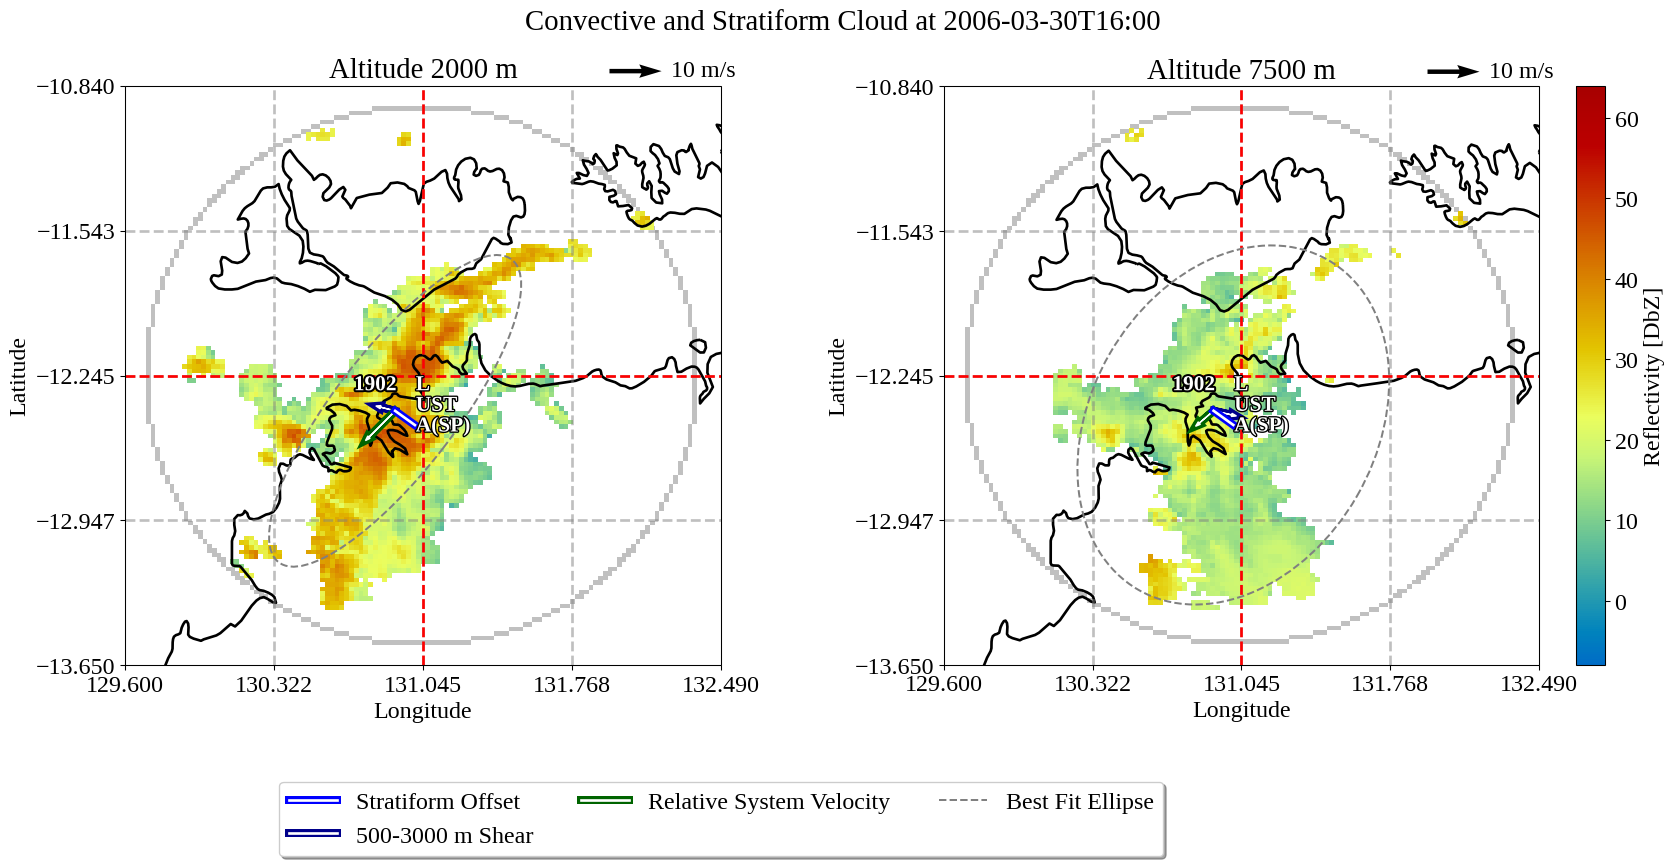 Convective and Stratiform Cloud at 2006-03-30T16:00
Altitude 2000 m
10 m/s
−10.840
−11.543
−12.245
−12.947
−13.650
Latitude
1902
L
UST
A(SP)
129.600
130.322
131.045
131.768
132.490
Longitude
Altitude 7500 m
10 m/s
−10.840
−11.543
−12.245
−12.947
−13.650
Latitude
1902
L
UST
A(SP)
129.600
130.322
131.045
131.768
132.490
Longitude
60
50
40
30
20
10
0
Reflectivity [DbZ]
Stratiform Offset
500-3000 m Shear
Relative System Velocity
Best Fit Ellipse